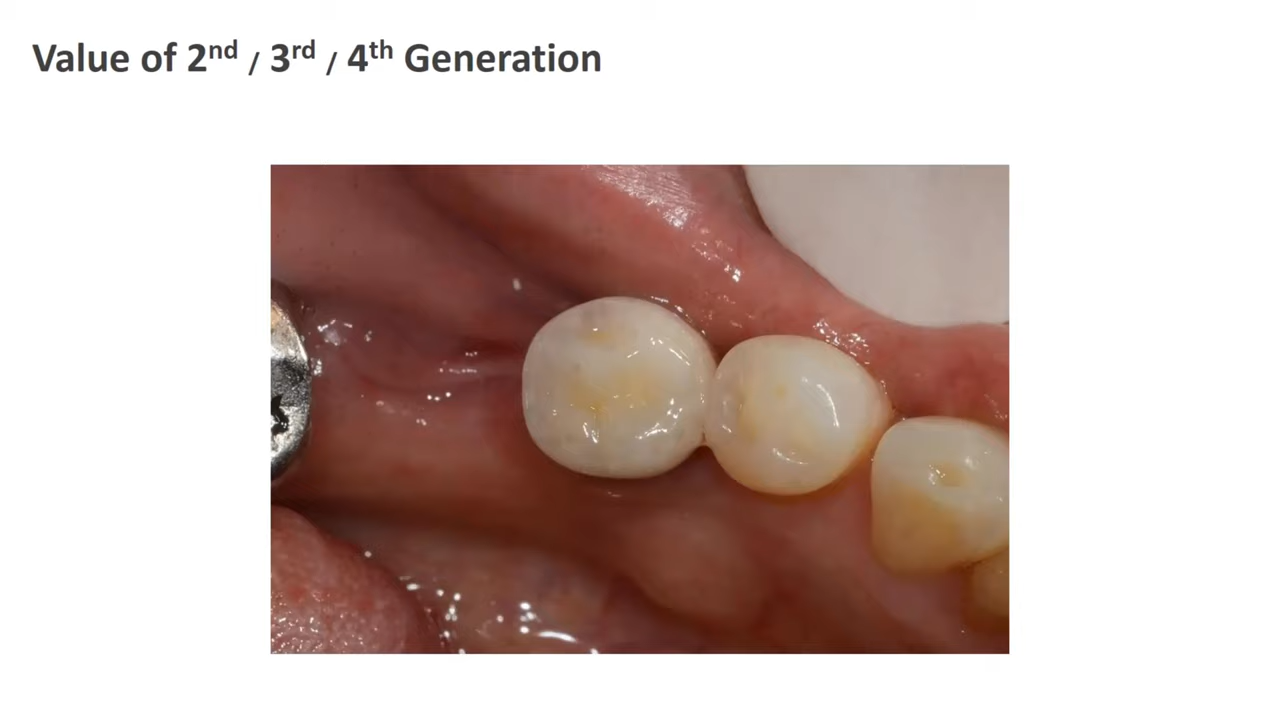 Value of 2nd / 3rd / 4th Generation